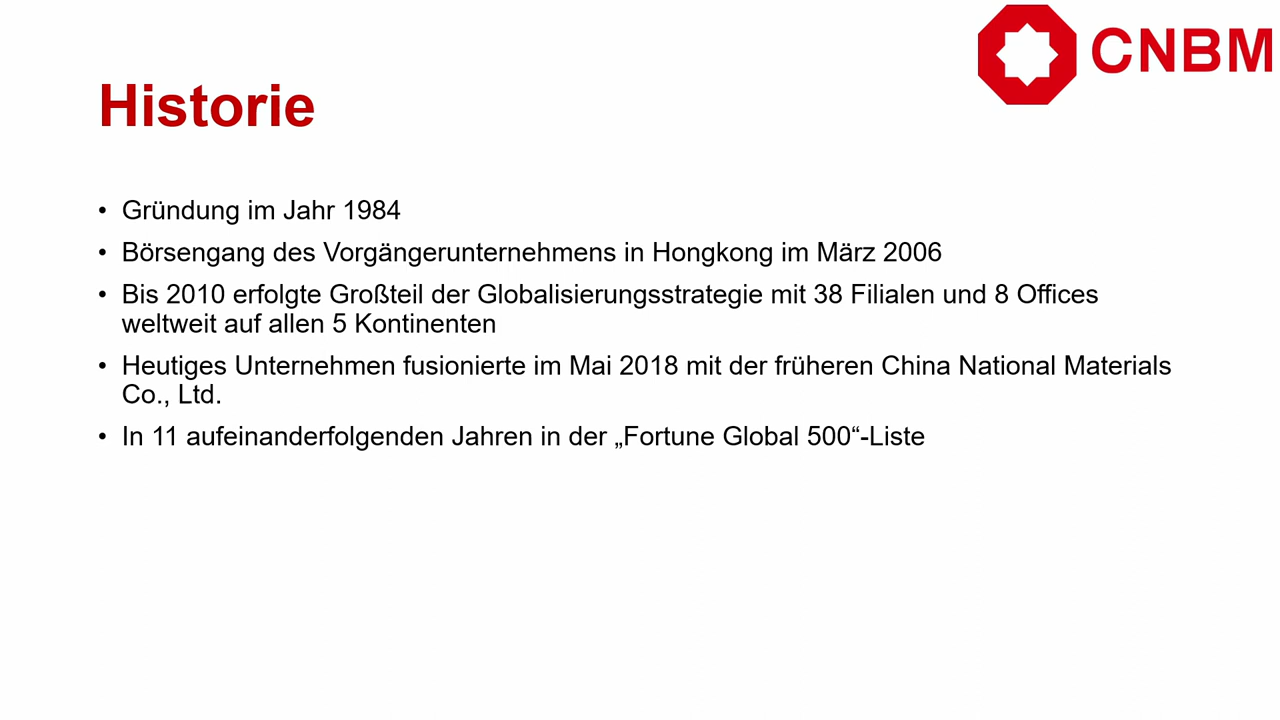 CNBM
Historie
• Gründung im Jahr 1984
• Börsengang des Vorgängerunternehmens in Hongkong im März 2006
• Bis 2010 erfolgte Großteil der Globalisierungsstrategie mit 38 Filialen und 8 Offices
weltweit auf allen 5 Kontinenten
• Heutiges Unternehmen fusionierte im Mai 2018 mit der früheren China National Materials
Co., Ltd.
• In 11 aufeinanderfolgenden Jahren in der „Fortune Global 500“-Liste